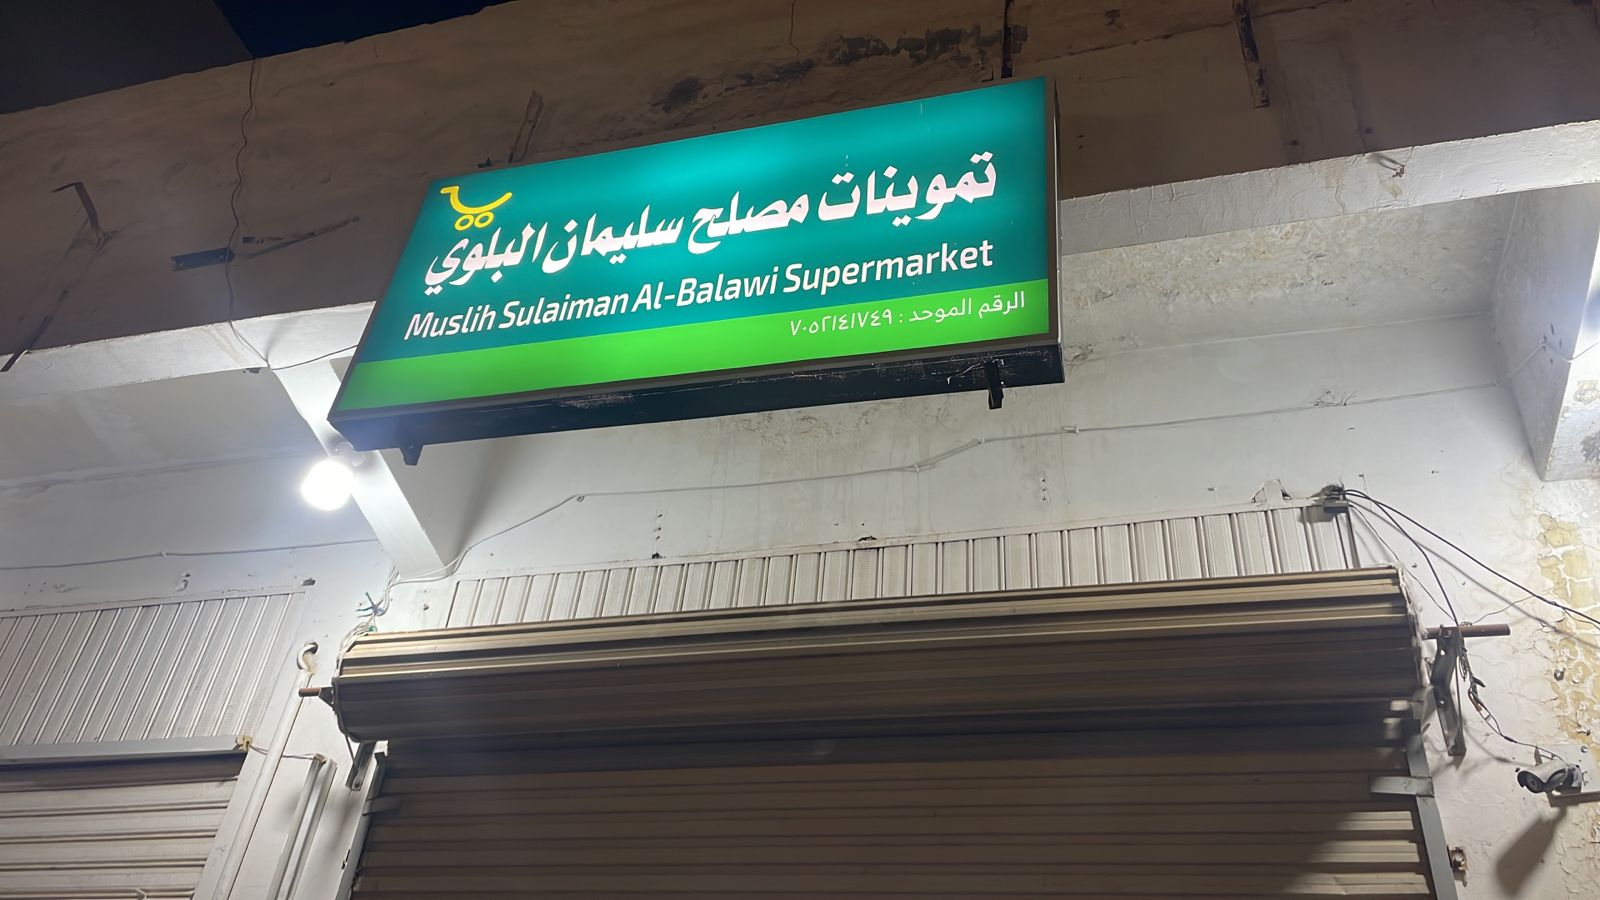 تموينات مصلح سليمان البلوي
Muslih Sulaiman Al-Balawi Supermarket
الرقم الموحد : ٧٠٥٢١٤١٧٤٩